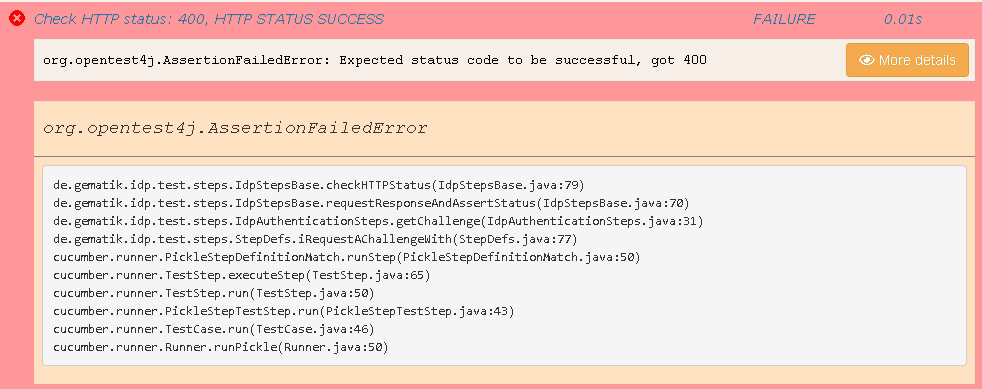 Check HTTP status: 400, HTTP STATUS SUCCESS FAILURE 0.01s
org.opentest4j.AssertionFailedError: Expected status code to be successful, got 400 More details
org.opentest4j.AssertionFailedError
de.gematik.idp.test.steps.IdpStepsBase.checkHTTPStatus(IdpStepsBase.java:79)
de.gematik.idp.test.steps.IdpStepsBase.requestResponseAndAssertStatus(IdpStepsBase.java:70)
de.gematik.idp.test.steps.IdpAuthenticationSteps.getChallenge(IdpAuthenticationSteps.java:31)
de.gematik.idp.test.steps.StepDefs.iRequestAChallengeWith(StepDefs.java:77)
cucumber.runner.PickleStepDefinitionMatch.runStep(PickleStepDefinitionMatch.java:50)
cucumber.runner.TestStep.executeStep(TestStep.java:65)
cucumber.runner.TestStep.run(TestStep.java:50)
cucumber.runner.PickleStepTestStep.run(PickleStepTestStep.java:43)
cucumber.runner.TestCase.run(TestCase.java:46)
cucumber.runner.Runner.runPickle(Runner.java:50)